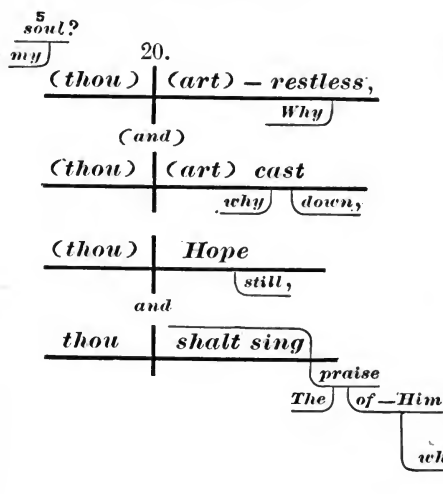 5
soul?
my
20.
(thou) (art) – restless,
Why
(and)
(thou) (art) cast
why down,
(thou) Hope
still,
and
thou shalt sing
praise
The of – Him
wh